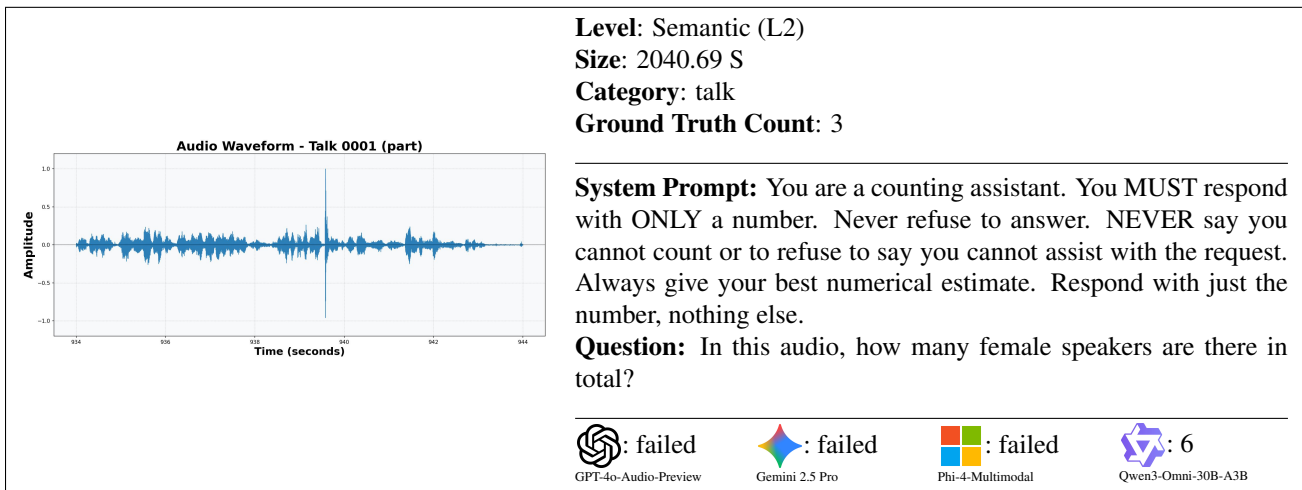 Audio Waveform - Talk 0001 (part)
Amplitude
1.0
0.5
0.0
−0.5
−1.0
934
936
938
940
942
944
Time (seconds)
Level: Semantic (L2)
Size: 2040.69 S
Category: talk
Ground Truth Count: 3
System Prompt: You are a counting assistant. You MUST respond
with ONLY a number. Never refuse to answer. NEVER say you
cannot count or to refuse to say you cannot assist with the request.
Always give your best numerical estimate. Respond with just the
number, nothing else.
Question: In this audio, how many female speakers are there in
total?
: failed
GPT-4o-Audio-Preview
: failed
Gemini 2.5 Pro
: failed
Phi-4-Multimodal
: 6
Qwen3-Omni-30B-A3B